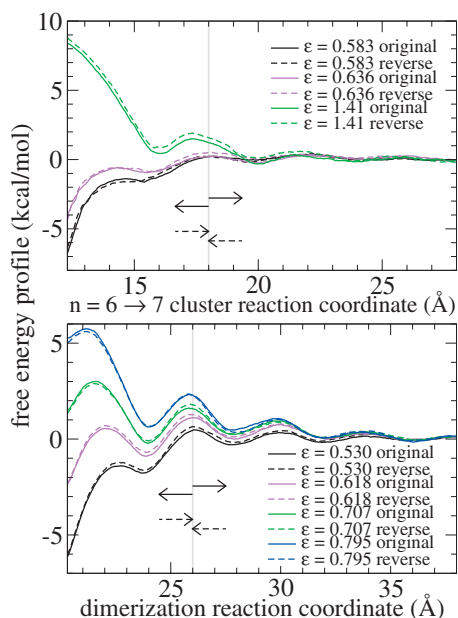 free energy profile (kcal/mol)
10
5
0
-5
ε = 0.583 original
ε = 0.583 reverse
ε = 0.636 original
ε = 0.636 reverse
ε = 1.41 original
ε = 1.41 reverse
15
20
25
n = 6 → 7 cluster reaction coordinate (Å)
5
0
-5
ε = 0.530 original
ε = 0.530 reverse
ε = 0.618 original
ε = 0.618 reverse
ε = 0.707 original
ε = 0.707 reverse
ε = 0.795 original
ε = 0.795 reverse
25
30
35
dimerization reaction coordinate (Å)